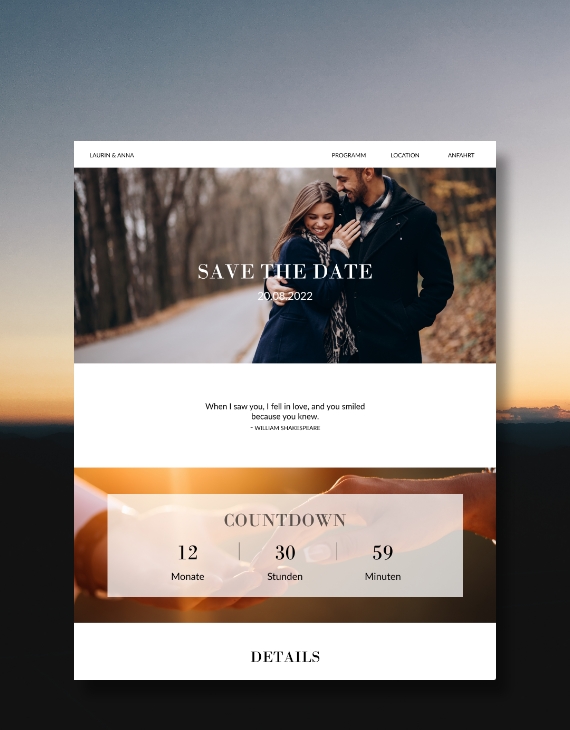 LAURIN & ANNA PROGRAMM LOCATION ANFAHRT
SAVE THE DATE
20.08.2022
When I saw you, I fell in love, and you smiled
because you knew.
~ WILLIAM SHAKESPEARE
COUNTDOWN
12 30 59
Monate Stunden Minuten
DETAILS